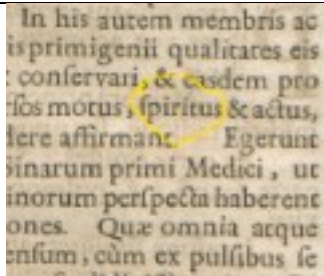 In his autem membris ac
is primigenii qualitates eis
conſervari, & easdem pro
rſos motus, ſpiritus & actus,
dere affirmant. Egerunt
inarum primi Medici, ut
inorum perſpecta haberent
ones. Quæ omnia atque
enſum, cùm ex pulſibus ſe